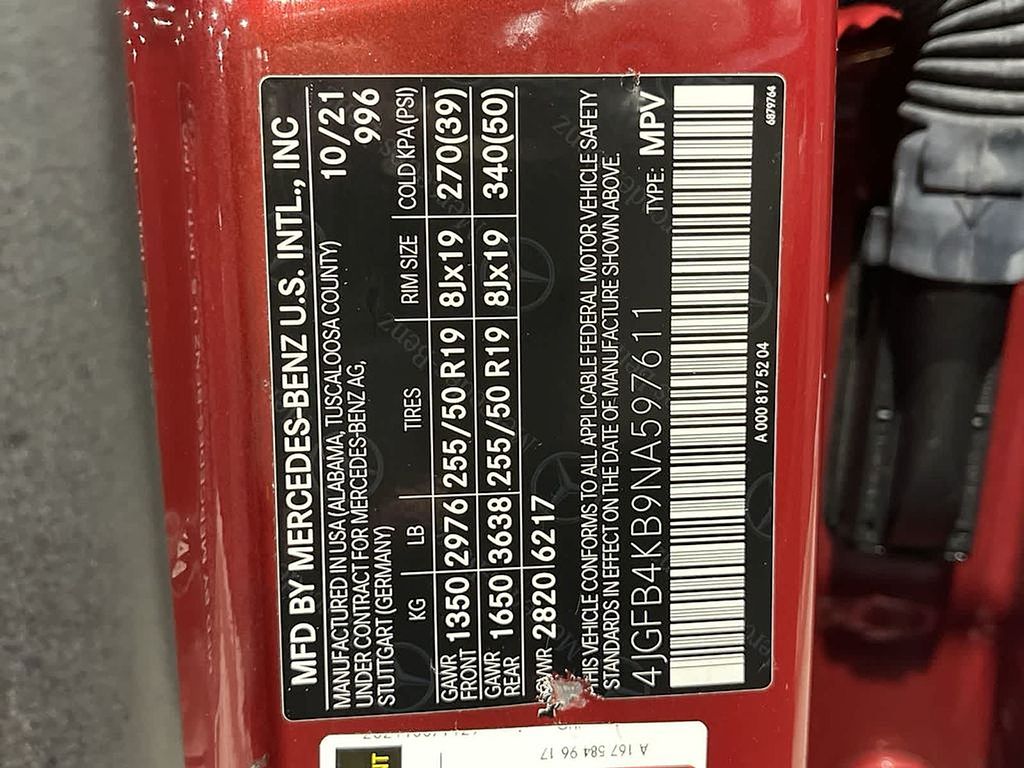 MFD BY MERCEDES-BENZ U.S. INTL., INC
MANUFACTURED IN USA (ALABAMA, TUSCALOOSA COUNTY) 10/21
UNDER CONTRACT FOR MERCEDES-BENZ AG, 996
STUTTGART (GERMANY)
KG LB TIRES RIM SIZE COLD KPA (PSI)
GAWR FRONT 1350 2976 255/50 R19 8Jx19 270(39)
GAWR REAR 1650 3638 255/50 R19 8Jx19 340(50)
GVWR 2820 6217
THIS VEHICLE CONFORMS TO ALL APPLICABLE FEDERAL MOTOR VEHICLE SAFETY
STANDARDS IN EFFECT ON THE DATE OF MANUFACTURE SHOWN ABOVE.
4JGFB4KB9NA597611 TYPE: MPV
A 000 817 52 04
6879764
A 167 584 96 17